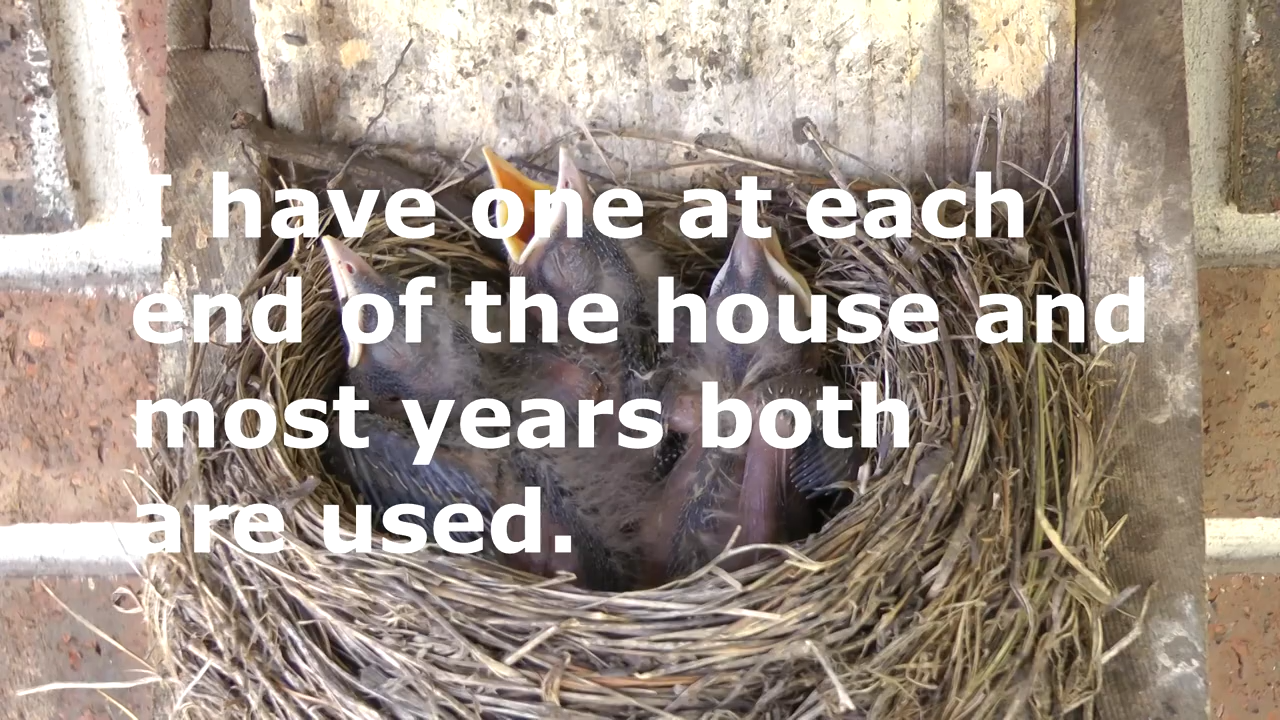 I have one at each
end of the house and
most years both
are used.